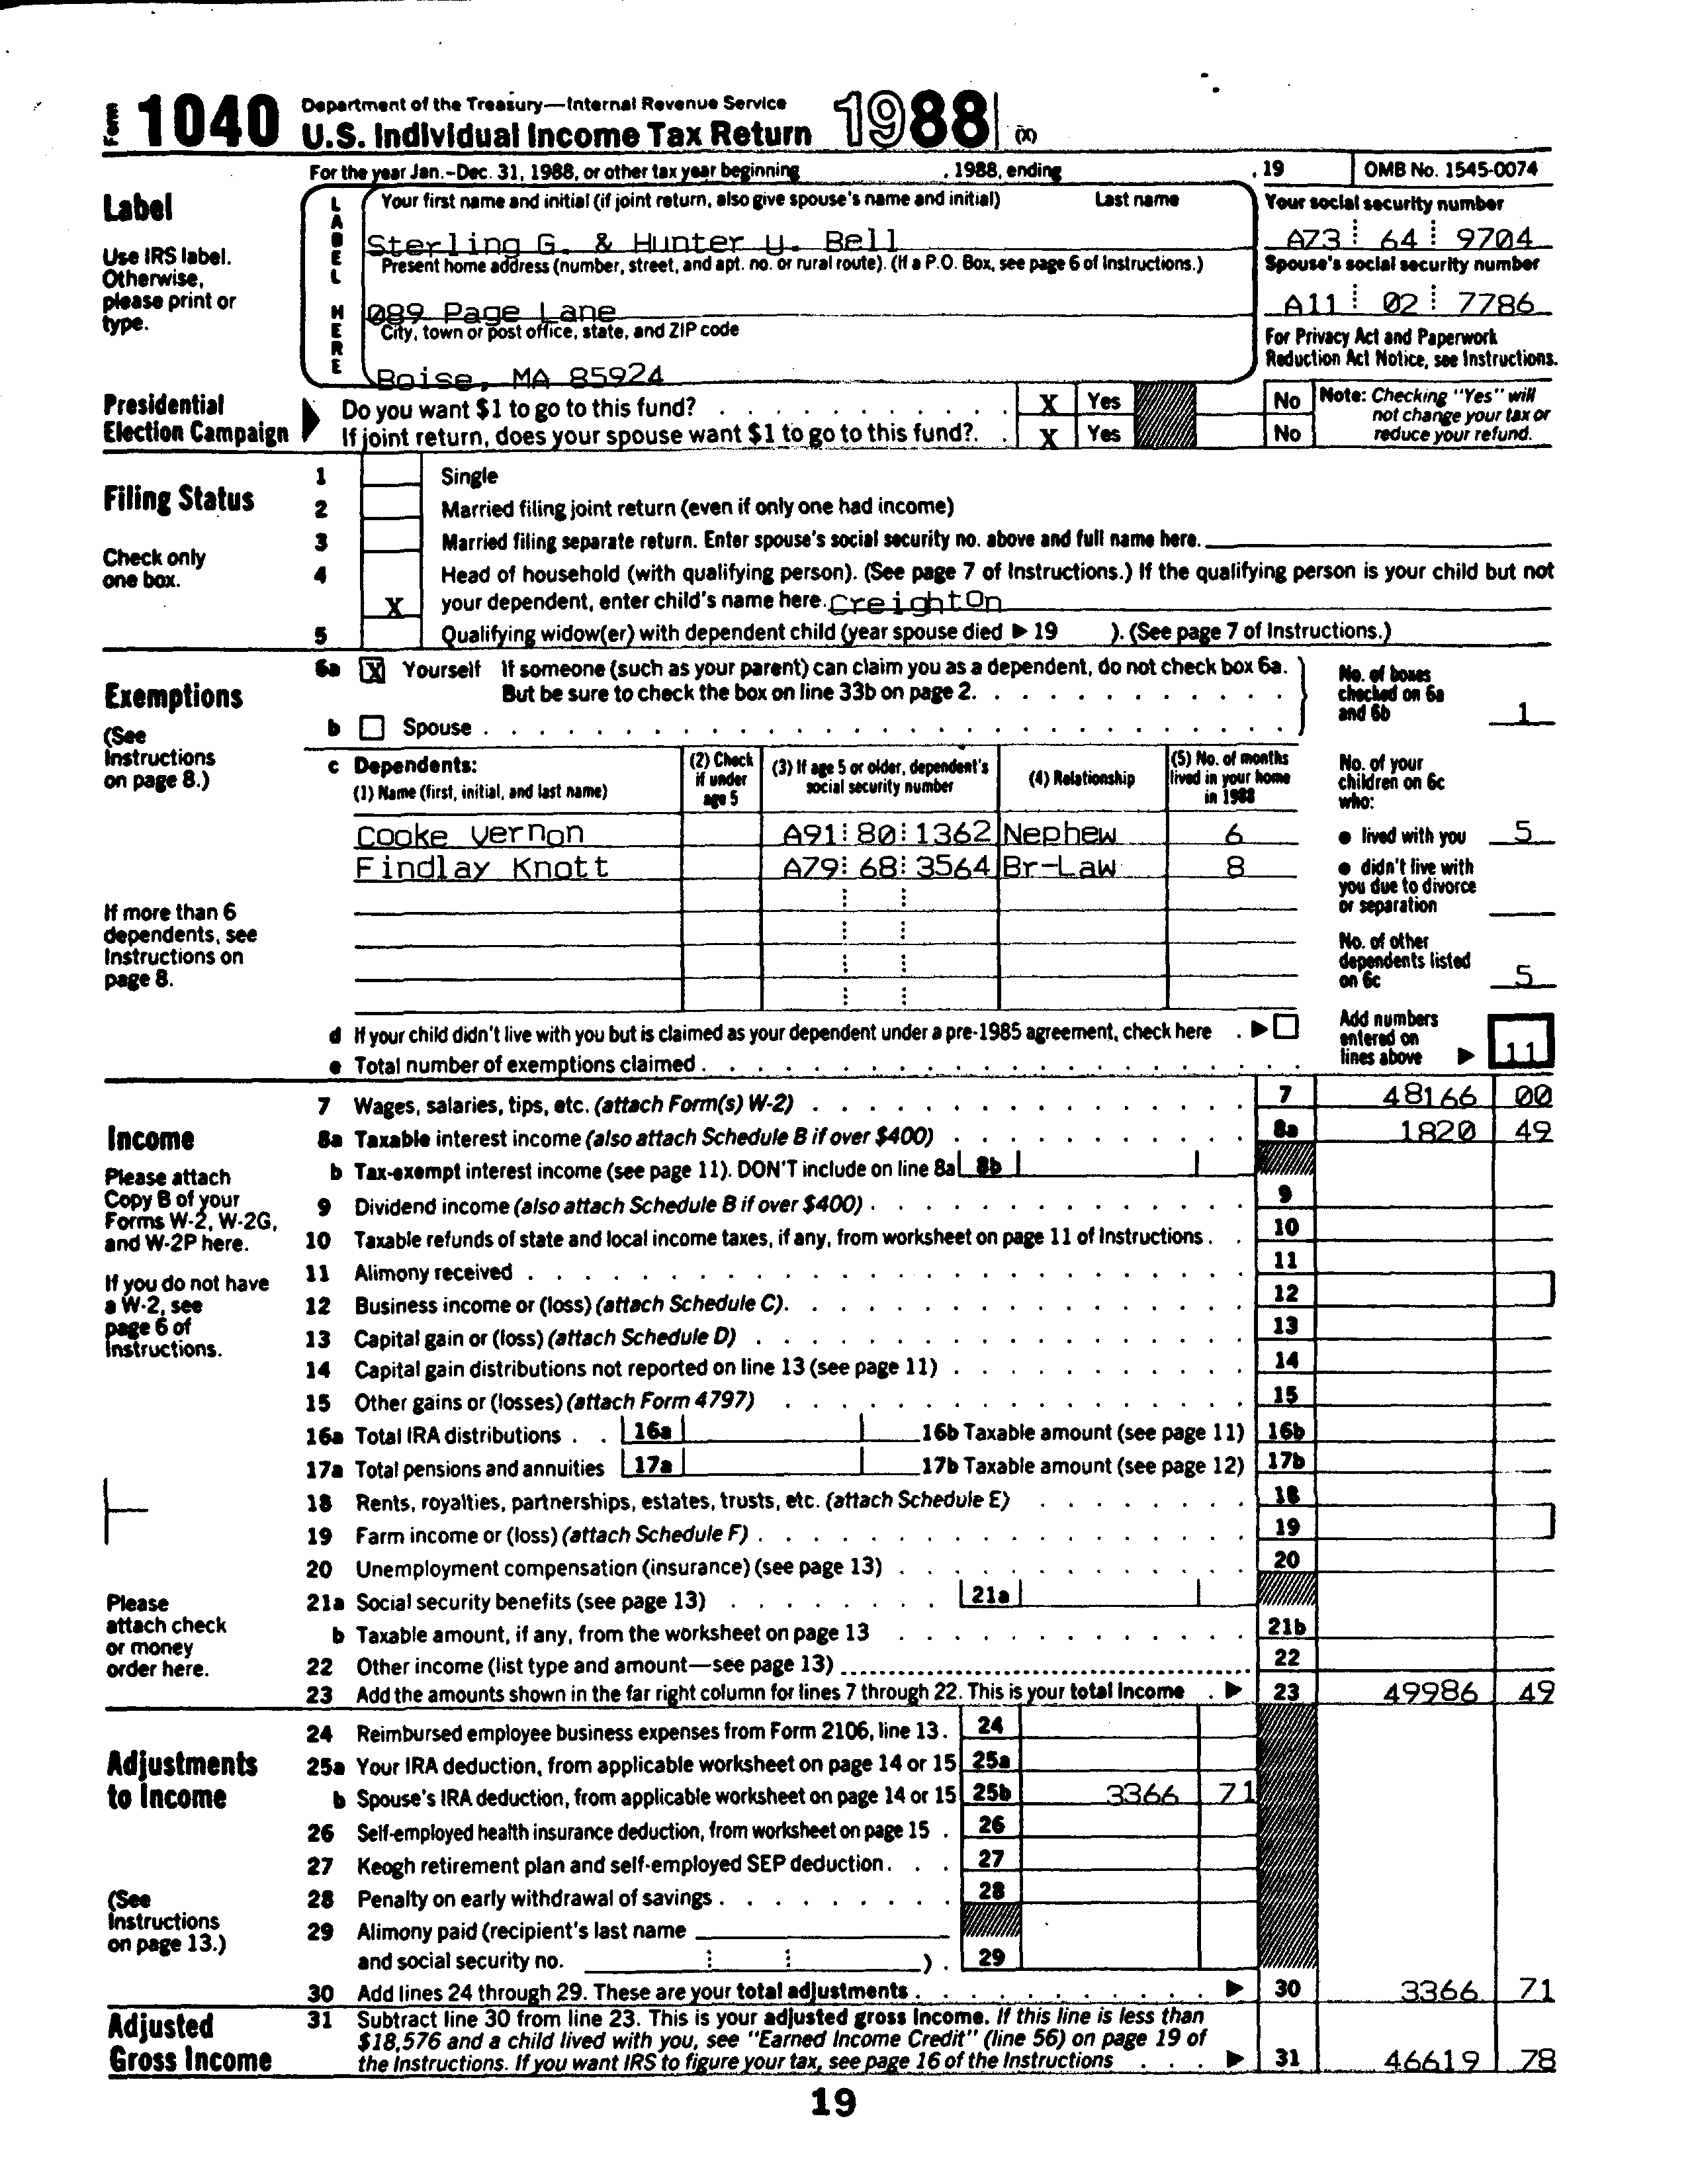 Form 1040 Department of the Treasury—Internal Revenue Service
U.S. Individual Income Tax Return 1988 (X)
For the year Jan.-Dec. 31, 1988, or other tax year beginning , 1988, ending , 19 OMB No. 1545-0074
Label
Use IRS label.
Otherwise,
please print or
type.
LABEL HERE
Your first name and initial (if joint return, also give spouse's name and initial) Last name
Sterling G. & Hunter U. Bell
Your social security number
A73 64 9704
Present home address (number, street, and apt. no. or rural route). (If a P.O. Box, see page 6 of Instructions.)
089 Page Lane
Spouse's social security number
A11 02 7786
City, town or post office, state, and ZIP code
Boise, MA 85924
For Privacy Act and Paperwork
Reduction Act Notice, see Instructions.
Presidential
Election Campaign
Do you want $1 to go to this fund? X Yes No
If joint return, does your spouse want $1 to go to this fund? X Yes No
Note: Checking "Yes" will
not change your tax or
reduce your refund.
Filing Status
Check only
one box.
1 Single
2 Married filing joint return (even if only one had income)
3 Married filing separate return. Enter spouse's social security no. above and full name here.
4 Head of household (with qualifying person). (See page 7 of Instructions.) If the qualifying person is your child but not
X your dependent, enter child's name here. Creighton
5 Qualifying widow(er) with dependent child (year spouse died ▶ 19 ). (See page 7 of Instructions.)
Exemptions
(See
Instructions
on page 8.)
If more than 6
dependents, see
Instructions on
page 8.
6a X Yourself If someone (such as your parent) can claim you as a dependent, do not check box 6a.
But be sure to check the box on line 33b on page 2.
b Spouse
No. of boxes
checked on 6a
and 6b 1
c Dependents:
(1) Name (first, initial, and last name)
(2) Check
if under
age 5
(3) If age 5 or older, dependent's
social security number
(4) Relationship
(5) No. of months
lived in your home
in 1988
Cooke Vernon A91 80 1362 Nephew 6
Findlay Knott A79 68 3564 Br-Law 8
No. of your
children on 6c
who:
● lived with you 5
● didn't live with
you due to divorce
or separation
No. of other
dependents listed
on 6c 5
d If your child didn't live with you but is claimed as your dependent under a pre-1985 agreement, check here ▶
e Total number of exemptions claimed
Add numbers
entered on
lines above ▶ 11
Income
Please attach
Copy B of your
Forms W-2, W-2G,
and W-2P here.
If you do not have
a W-2, see
page 6 of
Instructions.
Please
attach check
or money
order here.
7 Wages, salaries, tips, etc. (attach Form(s) W-2) 7 48166 00
8a Taxable interest income (also attach Schedule B if over $400) 8a 1820 49
b Tax-exempt interest income (see page 11). DON'T include on line 8a 8b
9 Dividend income (also attach Schedule B if over $400) 9
10 Taxable refunds of state and local income taxes, if any, from worksheet on page 11 of Instructions 10
11 Alimony received 11
12 Business income or (loss) (attach Schedule C) 12
13 Capital gain or (loss) (attach Schedule D) 13
14 Capital gain distributions not reported on line 13 (see page 11) 14
15 Other gains or (losses) (attach Form 4797) 15
16a Total IRA distributions 16a 16b Taxable amount (see page 11) 16b
17a Total pensions and annuities 17a 17b Taxable amount (see page 12) 17b
18 Rents, royalties, partnerships, estates, trusts, etc. (attach Schedule E) 18
19 Farm income or (loss) (attach Schedule F) 19
20 Unemployment compensation (insurance) (see page 13) 20
21a Social security benefits (see page 13) 21a
b Taxable amount, if any, from the worksheet on page 13 21b
22 Other income (list type and amount—see page 13) 22
23 Add the amounts shown in the far right column for lines 7 through 22. This is your total income ▶ 23 49986 49
Adjustments
to Income
(See
Instructions
on page 13.)
24 Reimbursed employee business expenses from Form 2106, line 13. 24
25a Your IRA deduction, from applicable worksheet on page 14 or 15 25a
b Spouse's IRA deduction, from applicable worksheet on page 14 or 15 25b 3366 71
26 Self-employed health insurance deduction, from worksheet on page 15 26
27 Keogh retirement plan and self-employed SEP deduction 27
28 Penalty on early withdrawal of savings 28
29 Alimony paid (recipient's last name
and social security no. ) 29
30 Add lines 24 through 29. These are your total adjustments ▶ 30 3366 71
Adjusted
Gross Income
31 Subtract line 30 from line 23. This is your adjusted gross income. If this line is less than
$18,576 and a child lived with you, see "Earned Income Credit" (line 56) on page 19 of
the Instructions. If you want IRS to figure your tax, see page 16 of the Instructions ▶ 31 46619 78
19